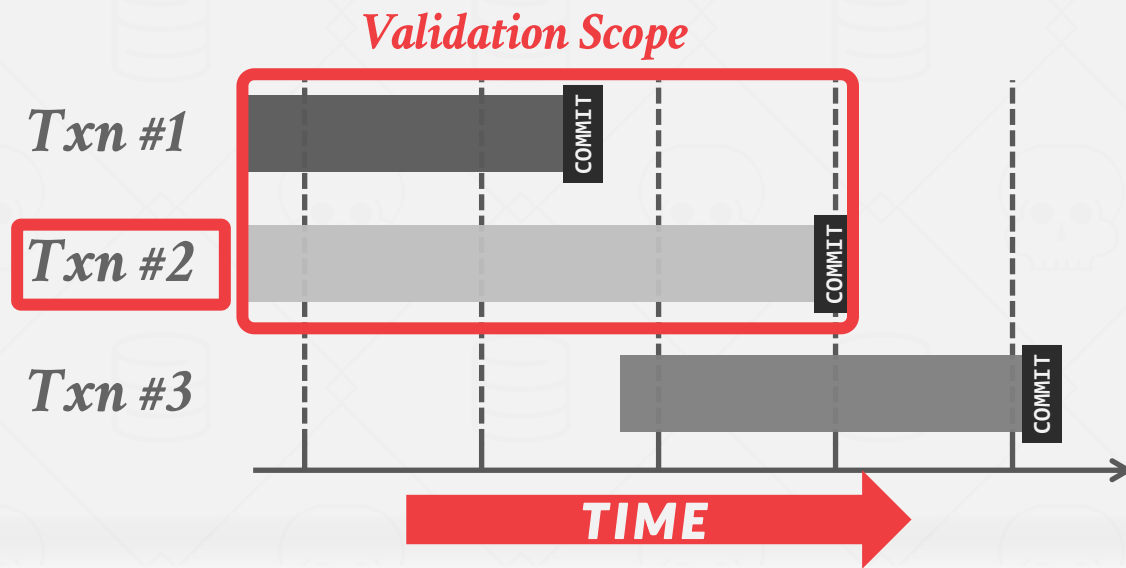 Validation Scope
Txn #1
COMMIT
Txn #2
COMMIT
Txn #3
COMMIT
TIME